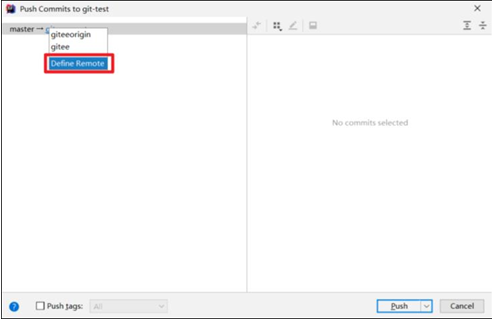 Push Commits to git-test
master →
giteeorigin
gitee
Define Remote
No commits selected
?
Push tags:
All
Push
Cancel